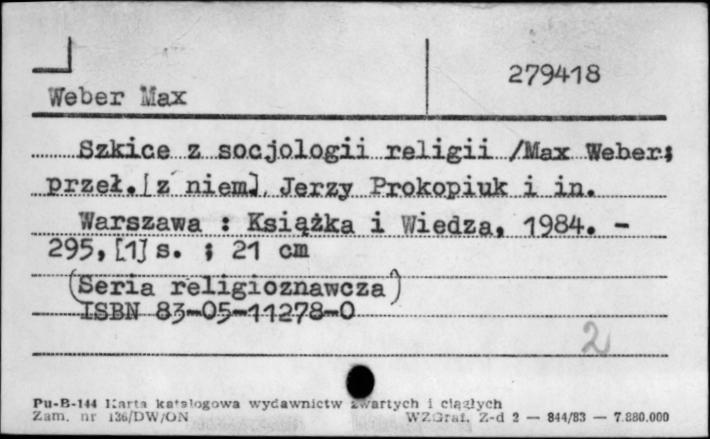 279418
Weber Max
Szkice z socjologii religii /Max Weber;
przeł. [z niem]. Jerzy Prokopiuk i in.
Warszawa : Książka i Wiedza, 1984. -
295, [1] s. ; 21 cm
(Seria religioznawcza)
ISBN 83-05-11278-0
2
Pu-B-144 Karta katalogowa wydawnictw zwartych i ciągłych
Zam. nr 136/DW/ON WZGraf. Z-d 2 — 844/83 — 7.880.000